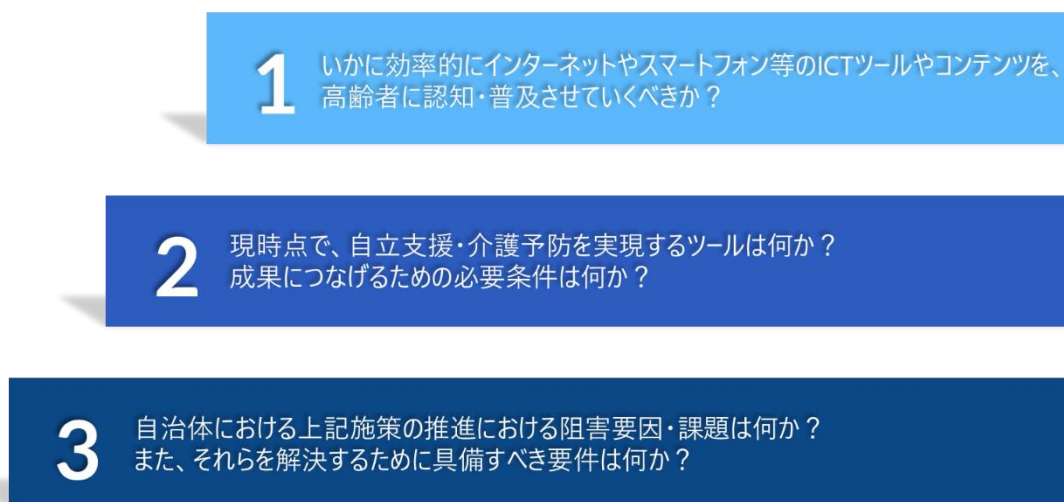 1
いかに効率的にインターネットやスマートフォン等のICTツールやコンテンツを、
高齢者に認知・普及させていくべきか？
2
現時点で、自立支援・介護予防を実現するツールは何か？
成果につなげるための必要条件は何か？
3
自治体における上記施策の推進における阻害要因・課題は何か？
また、それらを解決するために具備すべき要件は何か？